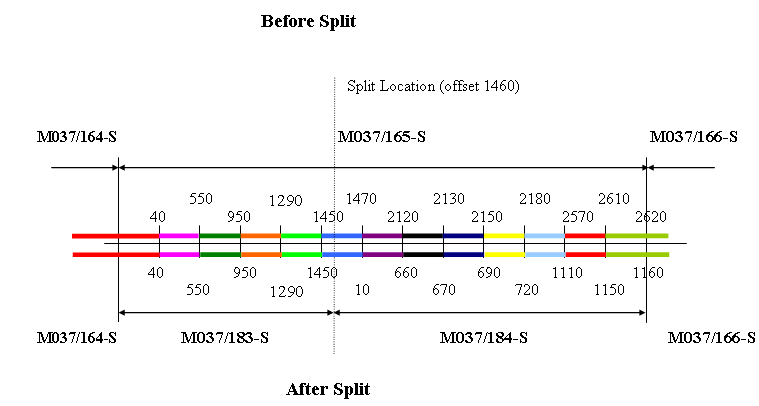 Before Split
Split Location (offset 1460)
M037/164-S M037/165-S M037/166-S
550 1290 1470 2130 2180 2610
40 950 1450 2120 2150 2570 2620
40 950 1450 660 690 1110 1160
550 1290 10 670 720 1150
M037/164-S M037/183-S M037/184-S M037/166-S
After Split